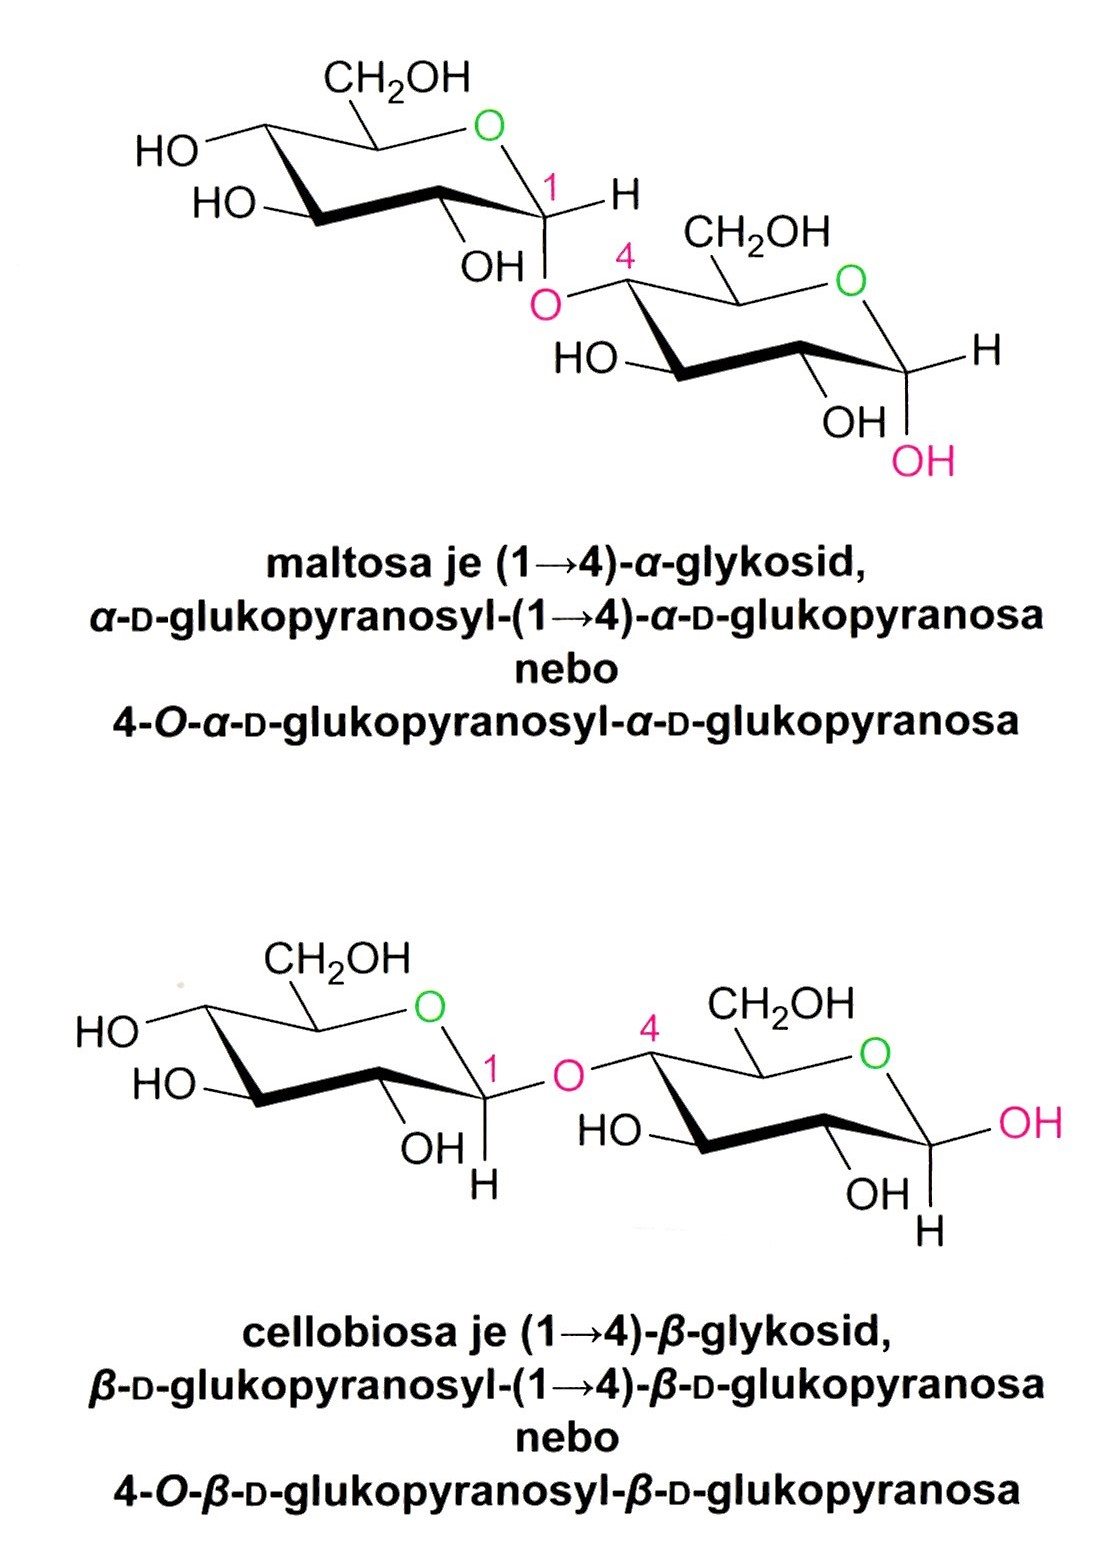 CH₂OH
HO
O
HO
1
H
OH
O
4
CH₂OH
O
HO
H
OH
OH
maltosa je (1→4)-α-glykosid,
α-D-glukopyranosyl-(1→4)-α-D-glukopyranosa
nebo
4-O-α-D-glukopyranosyl-α-D-glukopyranosa
CH₂OH
HO
O
HO
1
OH
H
O
4
CH₂OH
O
HO
OH
OH
H
cellobiosa je (1→4)-β-glykosid,
β-D-glukopyranosyl-(1→4)-β-D-glukopyranosa
nebo
4-O-β-D-glukopyranosyl-β-D-glukopyranosa